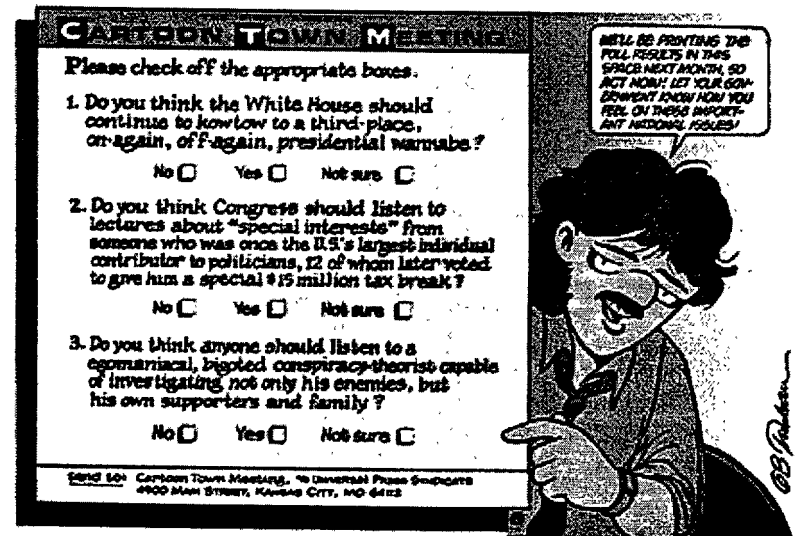 CARTOON TOWN MEETING
Please check off the appropriate boxes.
1. Do you think the White House should
continue to kowtow to a third-place,
on-again, off-again, presidential wannabe?
No Yes Not sure
2. Do you think Congress should listen to
lectures about "special interests" from
someone who was once the U.S.'s largest individual
contributor to politicians, 12 of whom later voted
to give him a special $15 million tax break?
No Yes Not sure
3. Do you think anyone should listen to a
egomaniacal, bigoted conspiracy-theorist capable
of investigating not only his enemies, but
his own supporters and family?
No Yes Not sure
Send to: CARTOON TOWN MEETING, % UNIVERSAL PRESS SYNDICATE
4900 MAIN STREET, KANSAS CITY, MO 64112
WE'LL BE PRINTING THE
POLL RESULTS IN THIS
SPACE NEXT MONTH, SO
ACT NOW! LET YOUR GOV-
ERNMENT KNOW HOW YOU
FEEL ON THESE IMPORT-
ANT NATIONAL ISSUES!
GB Trudeau